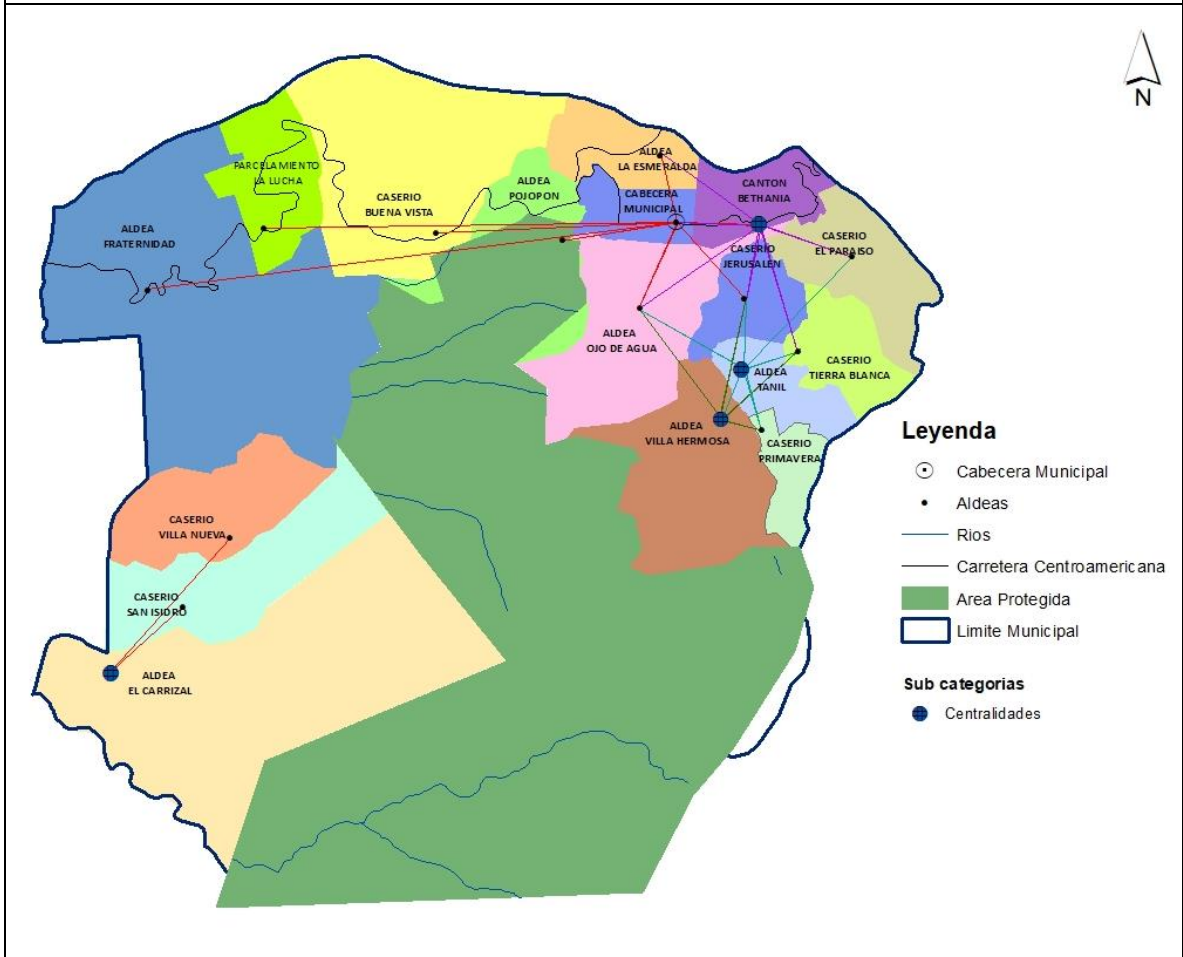 N
PARCELAMIENTO
LA LUCHA
ALDEA
FRATERNIDAD
CASERIO
BUENA VISTA
ALDEA
POJOPON
ALDEA
LA ESMERALDA
CABECERA
MUNICIPAL
CANTON
BETHANIA
CASERIO
EL PARAISO
CASERIO
JERUSALEN
ALDEA
OJO DE AGUA
CASERIO
TIERRA BLANCA
ALDEA
TANIL
ALDEA
VILLA HERMOSA
CASERIO
PRIMAVERA
CASERIO
VILLA NUEVA
CASERIO
SAN ISIDRO
ALDEA
EL CARRIZAL
Leyenda
Cabecera Municipal
Aldeas
Rios
Carretera Centroamericana
Area Protegida
Limite Municipal
Sub categorias
Centralidades